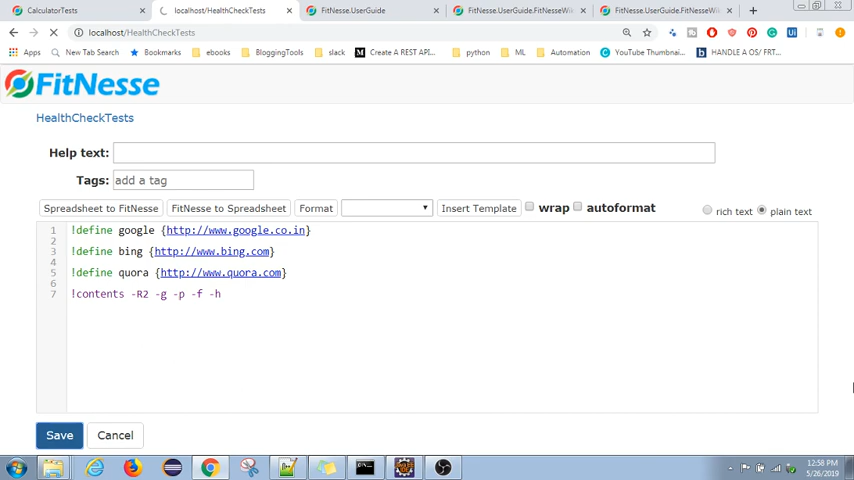 CalculatorTests
localhost/HealthCheckTests
FitNesse.UserGuide
FitNesse.UserGuide.FitNesseWik
FitNesse.UserGuide.FitNesseWik
localhost/HealthCheckTests
Apps
New Tab Search
Bookmarks
ebooks
BloggingTools
slack
Create A REST API...
python
ML
Automation
YouTube Thumbnai...
HANDLE A OS/ FRT...
FitNesse
HealthCheckTests
Help text:
Tags: add a tag
Spreadsheet to FitNesse FitNesse to Spreadsheet Format Insert Template wrap autoformat rich text plain text
1 !define google {http://www.google.co.in}
2
3 !define bing {http://www.bing.com}
4
5 !define quora {http://www.quora.com}
6
7 !contents -R2 -g -p -f -h
Save Cancel
12:58 PM
5/26/2019